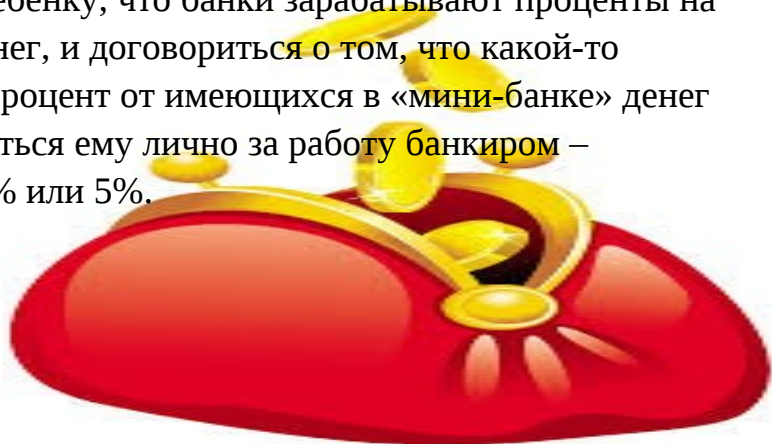 ебенку, что банки зарабатывают проценты на
нег, и договориться о том, что какой-то
роцент от имеющихся в «мини-банке» денег
ться ему лично за работу банкиром –
% или 5%.